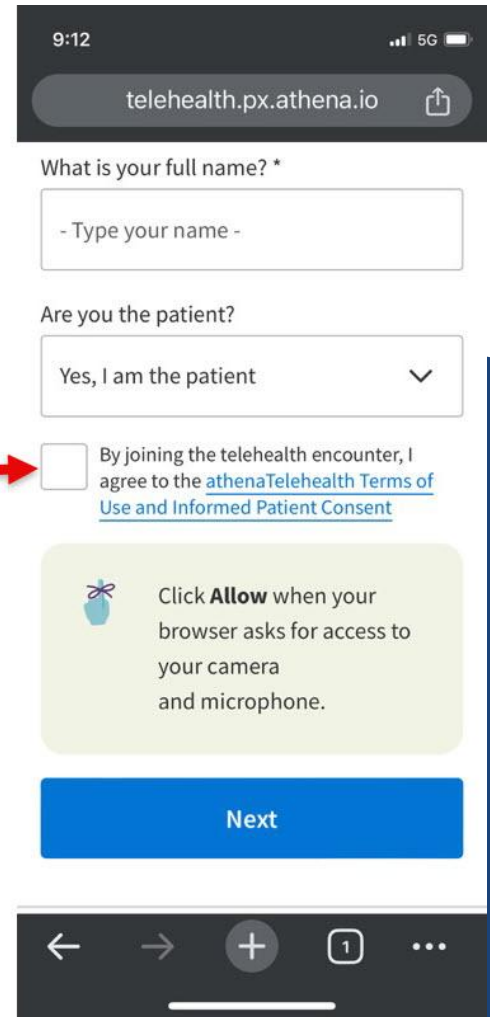 9:12
5G
telehealth.px.athena.io
What is your full name? *
- Type your name -
Are you the patient?
Yes, I am the patient
By joining the telehealth encounter, I
agree to the athenaTelehealth Terms of
Use and Informed Patient Consent
Click Allow when your
browser asks for access to
your camera
and microphone.
Next
1